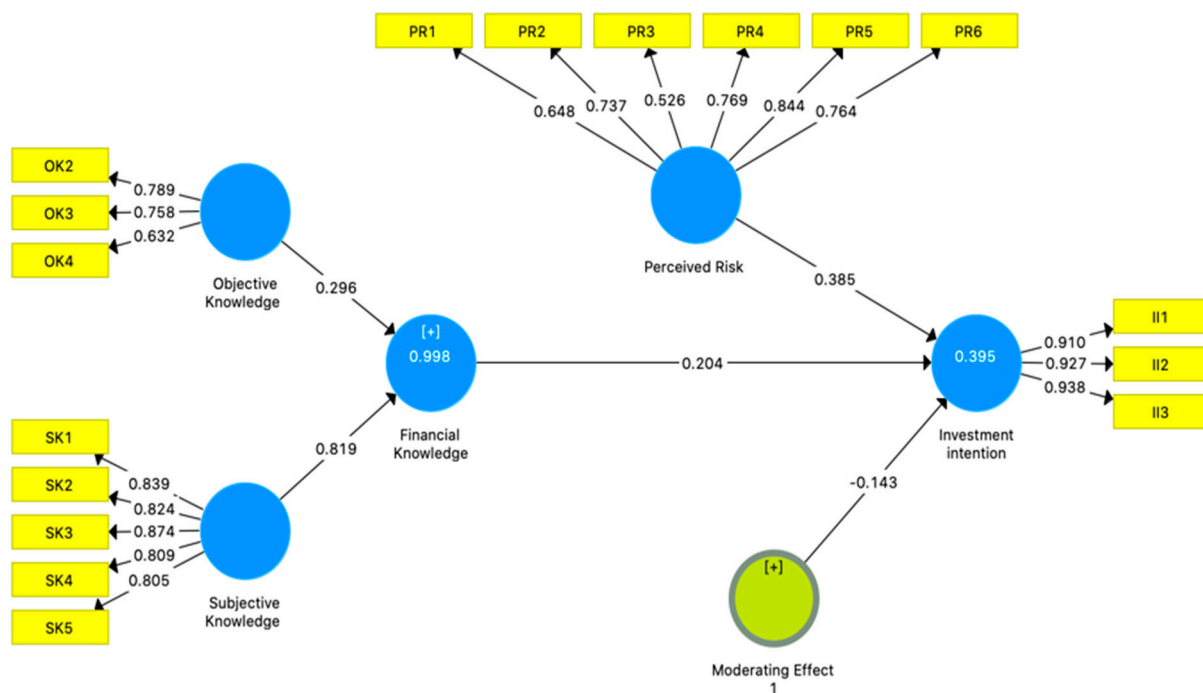 PR1 PR2 PR3 PR4 PR5 PR6
0.648 0.737 0.526 0.769 0.844 0.764
Perceived Risk
OK2
OK3
OK4
0.789
0.758
0.632
Objective
Knowledge
0.296
0.385
[+]
0.998
Financial
Knowledge
0.204
0.395
Investment
intention
0.910
0.927
0.938
II1
II2
II3
SK1
SK2
SK3
SK4
SK5
0.839
0.824
0.874
0.809
0.805
Subjective
Knowledge
0.819
-0.143
[+]
Moderating Effect
1